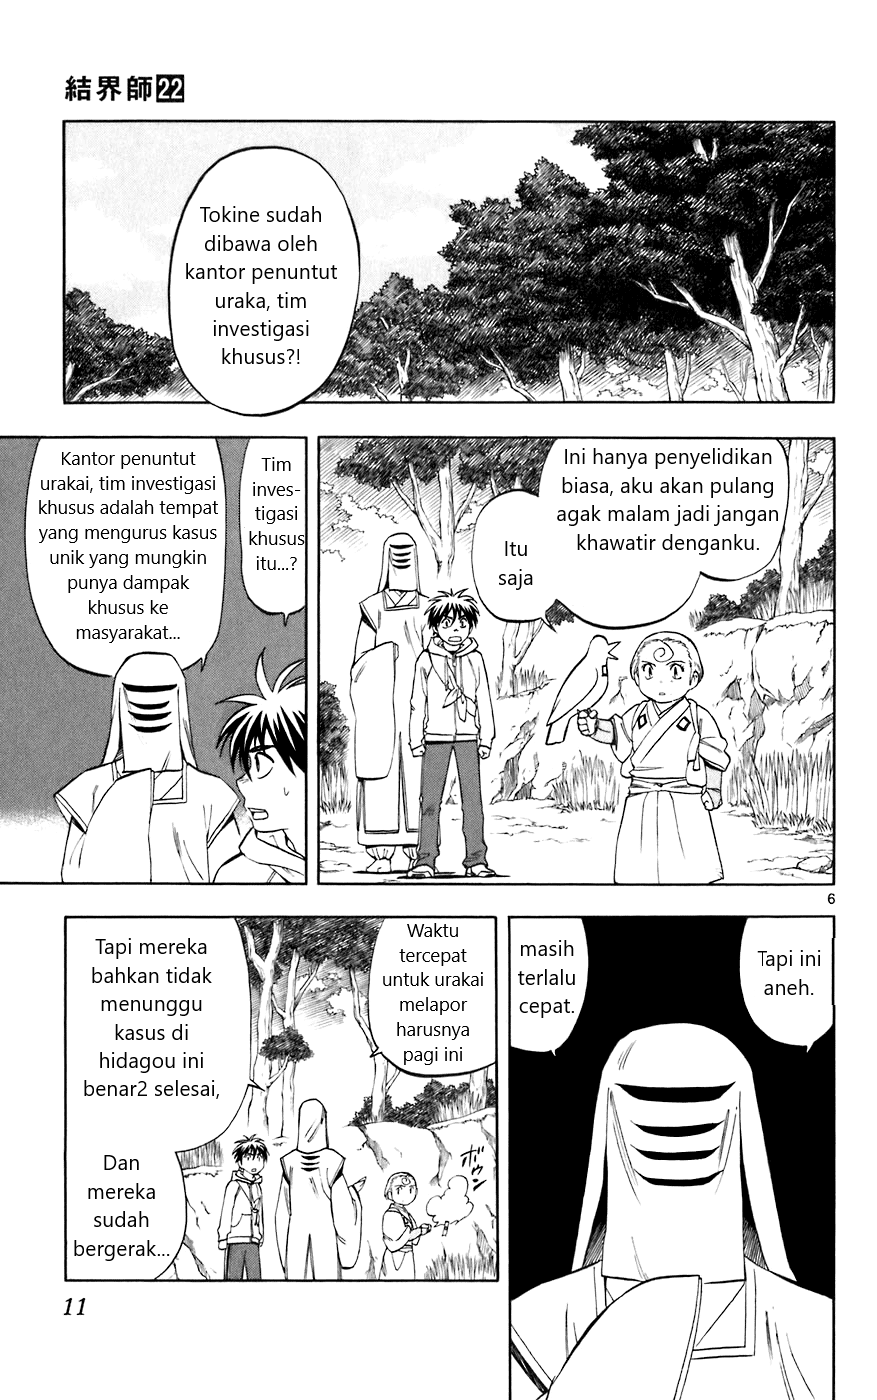 結界師22
Tokine sudah
dibawa oleh
kantor penuntut
uraka, tim
investigasi
khusus?!
Ini hanya penyelidikan
biasa, aku akan pulang
agak malam jadi jangan
khawatir denganku.
Itu
saja
Tim
inves-
tigasi
khusus
itu...?
Kantor penuntut
urakai, tim investigasi
khusus adalah tempat
yang mengurus kasus
unik yang mungkin
punya dampak
khusus ke
masyarakat...
6
Tapi ini
aneh.
masih
terlalu
cepat.
Waktu
tercepat
untuk urakai
melapor
harusnya
pagi ini
Tapi mereka
bahkan tidak
menunggu
kasus di
hidagou ini
benar2 selesai,
Dan
mereka
sudah
bergerak...
ボウン
11